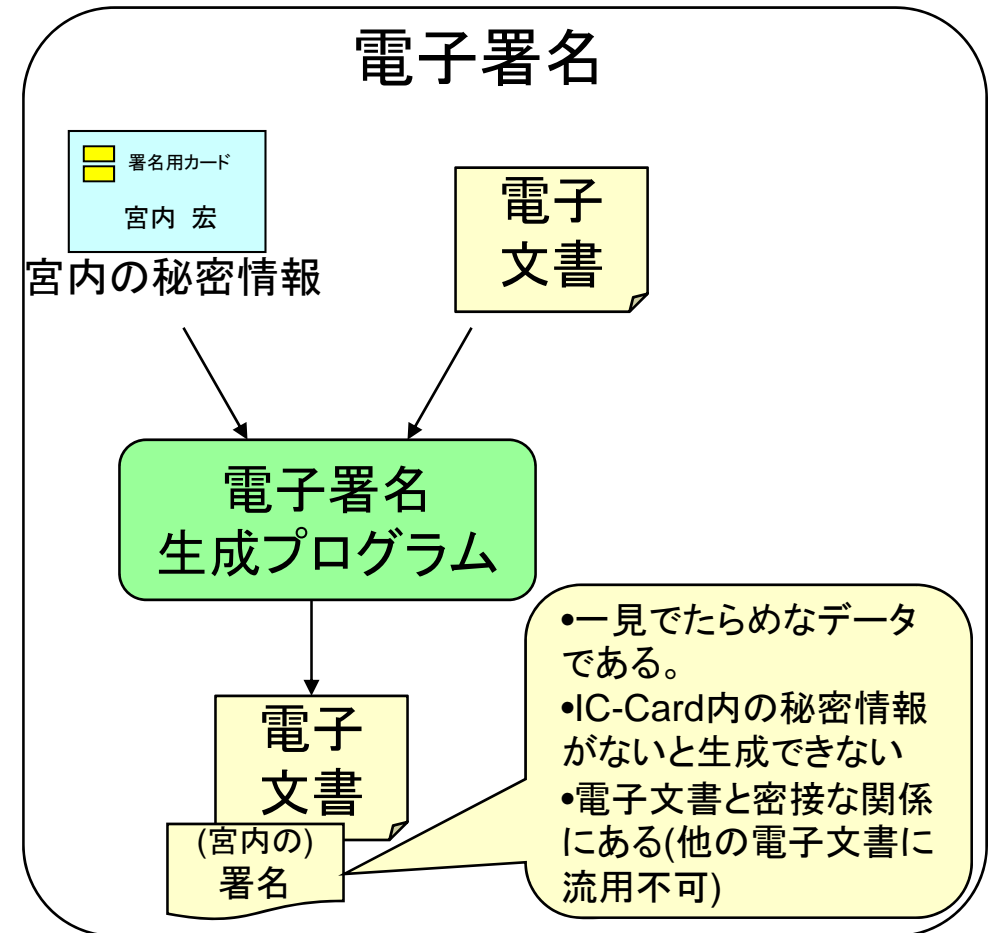 電子署名
署名用カード
宮内 宏
宮内の秘密情報
電子
文書
電子署名
生成プログラム
電子
文書
(宮内の)
署名
•一見でたらめなデータ
である。
•IC-Card内の秘密情報
がないと生成できない
•電子文書と密接な関係
にある(他の電子文書に
流用不可)